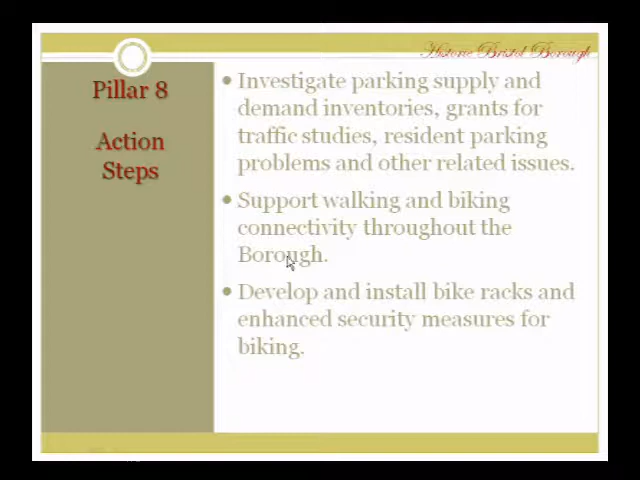 Historic Bristol Borough
Pillar 8
Action
Steps
• Investigate parking supply and
demand inventories, grants for
traffic studies, resident parking
problems and other related issues.
• Support walking and biking
connectivity throughout the
Borough.
• Develop and install bike racks and
enhanced security measures for
biking.